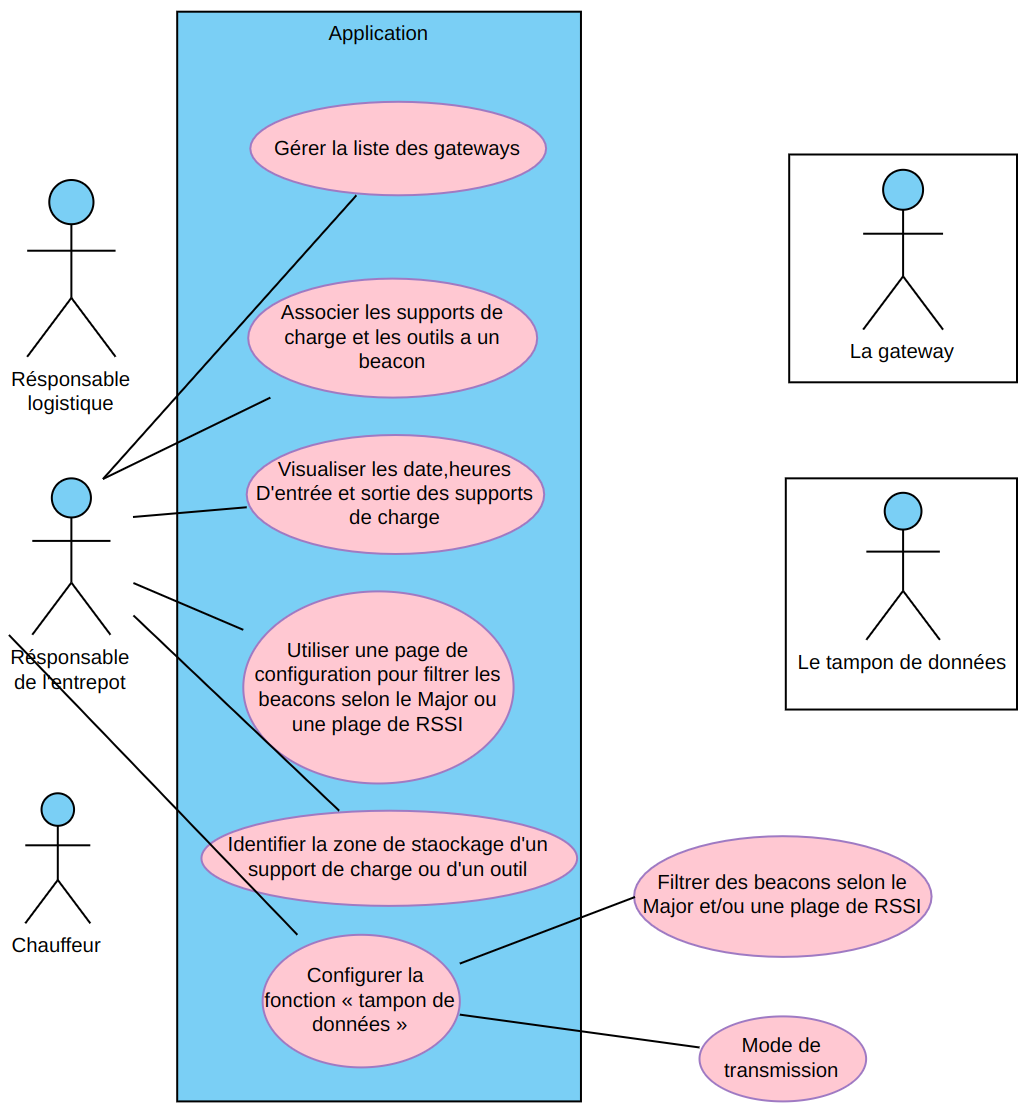 Application
Gérer la liste des gateways
Associer les supports de
charge et les outils a un
beacon
Visualiser les date,heures
D'entrée et sortie des supports
de charge
Utiliser une page de
configuration pour filtrer les
beacons selon le Major ou
une plage de RSSI
Identifier la zone de staockage d'un
support de charge ou d'un outil
Configurer la
fonction « tampon de
données »
Résponsable
logistique
Résponsable
de l'entrepot
Chauffeur
La gateway
Le tampon de données
Filtrer des beacons selon le
Major et/ou une plage de RSSI
Mode de
transmission